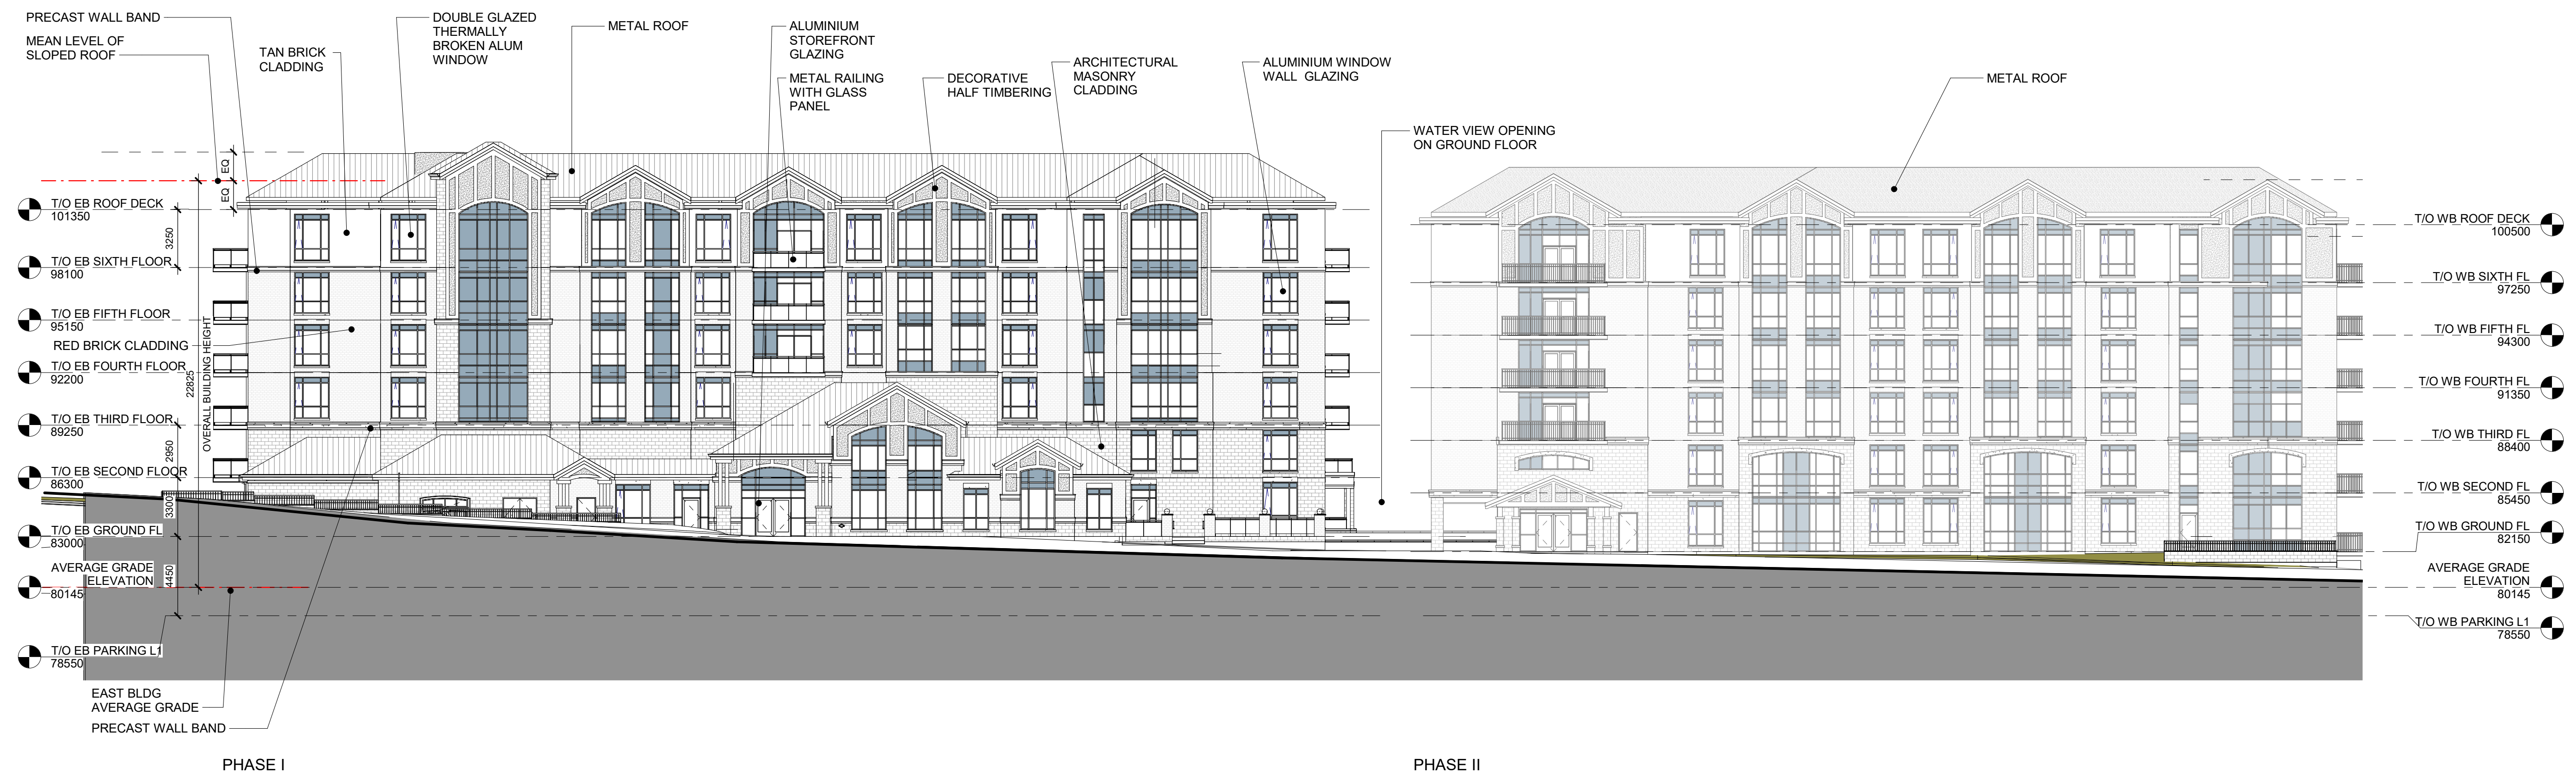 PRECAST WALL BAND
MEAN LEVEL OF
SLOPED ROOF
TAN BRICK
CLADDING
DOUBLE GLAZED
THERMALLY
BROKEN ALUM
WINDOW
METAL ROOF
ALUMINIUM
STOREFRONT
GLAZING
METAL RAILING
WITH GLASS
PANEL
DECORATIVE
HALF TIMBERING
ARCHITECTURAL
MASONRY
CLADDING
ALUMINIUM WINDOW
WALL GLAZING
WATER VIEW OPENING
ON GROUND FLOOR
METAL ROOF
EQ
EQ
T/O EB ROOF DECK
101350
3250
T/O EB SIXTH FLOOR
98100
T/O EB FIFTH FLOOR
95150
RED BRICK CLADDING
T/O EB FOURTH FLOOR
92200
22825
OVERALL BUILDING HEIGHT
T/O EB THIRD FLOOR
89250
2950
T/O EB SECOND FLOOR
86300
3300
T/O EB GROUND FL
83000
4450
AVERAGE GRADE
ELEVATION
80145
T/O EB PARKING L1
78550
EAST BLDG
AVERAGE GRADE
PRECAST WALL BAND
T/O WB ROOF DECK
100500
T/O WB SIXTH FL
97250
T/O WB FIFTH FL
94300
T/O WB FOURTH FL
91350
T/O WB THIRD FL
88400
T/O WB SECOND FL
85450
T/O WB GROUND FL
82150
AVERAGE GRADE
ELEVATION
80145
T/O WB PARKING L1
78550
PHASE I
PHASE II